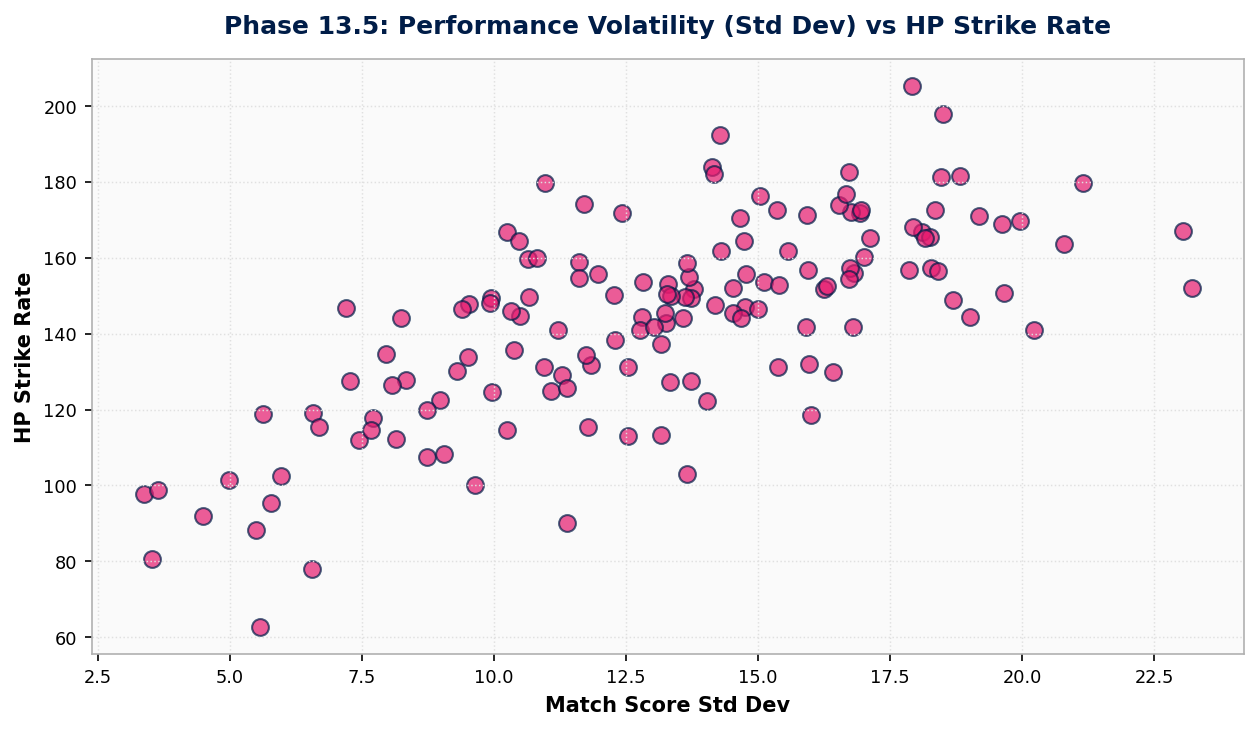 Phase 13.5: Performance Volatility (Std Dev) vs HP Strike Rate
200
180
160
140
120
100
80
60
HP Strike Rate
2.5 5.0 7.5 10.0 12.5 15.0 17.5 20.0 22.5
Match Score Std Dev